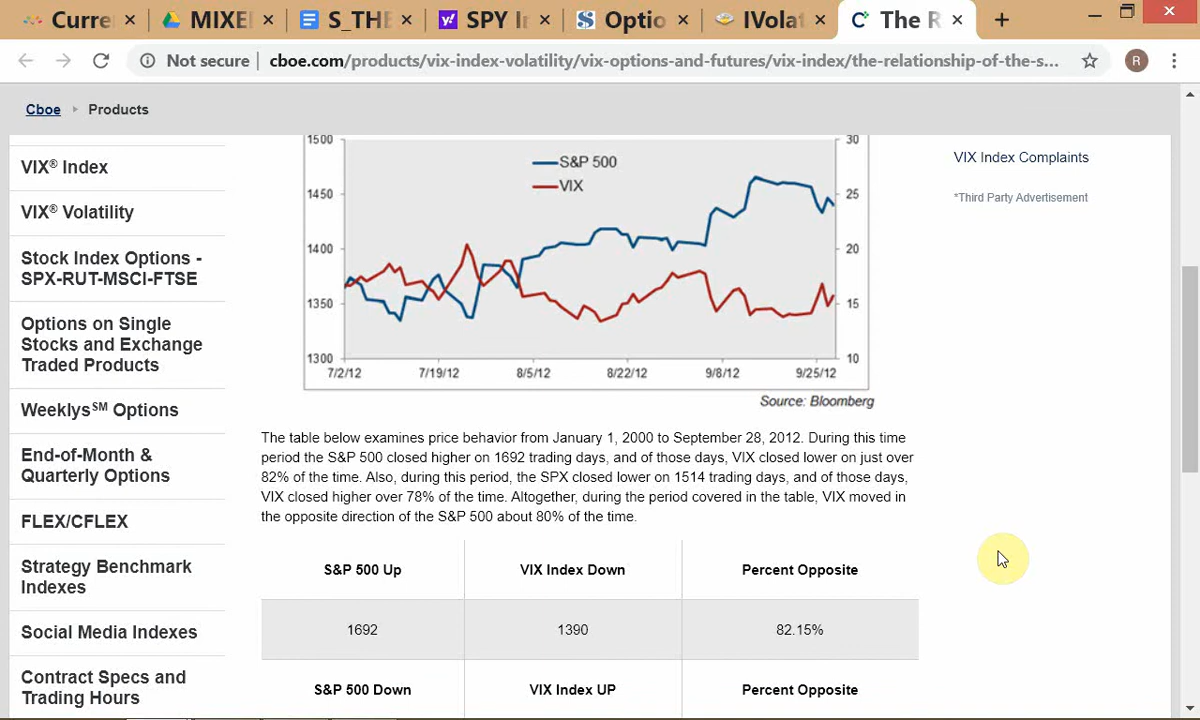 Curre
MIXE
S_THE
SPY I
Optio
IVolat
The R
Not secure
cboe.com/products/vix-index-volatility/vix-options-and-futures/vix-index/the-relationship-of-the-s...
R
Cboe
Products
VIX® Index
VIX® Volatility
Stock Index Options -
SPX-RUT-MSCI-FTSE
Options on Single
Stocks and Exchange
Traded Products
Weeklys℠ Options
End-of-Month &
Quarterly Options
FLEX/CFLEX
Strategy Benchmark
Indexes
Social Media Indexes
Contract Specs and
Trading Hours
1500
1450
1400
1350
1300
S&P 500
VIX
30
25
20
15
10
7/2/12 7/19/12 8/5/12 8/22/12 9/8/12 9/25/12
Source: Bloomberg
The table below examines price behavior from January 1, 2000 to September 28, 2012. During this time
period the S&P 500 closed higher on 1692 trading days, and of those days, VIX closed lower on just over
82% of the time. Also, during this period, the SPX closed lower on 1514 trading days, and of those days,
VIX closed higher over 78% of the time. Altogether, during the period covered in the table, VIX moved in
the opposite direction of the S&P 500 about 80% of the time.
S&P 500 Up VIX Index Down Percent Opposite
1692 1390 82.15%
S&P 500 Down VIX Index UP Percent Opposite
VIX Index Complaints
*Third Party Advertisement